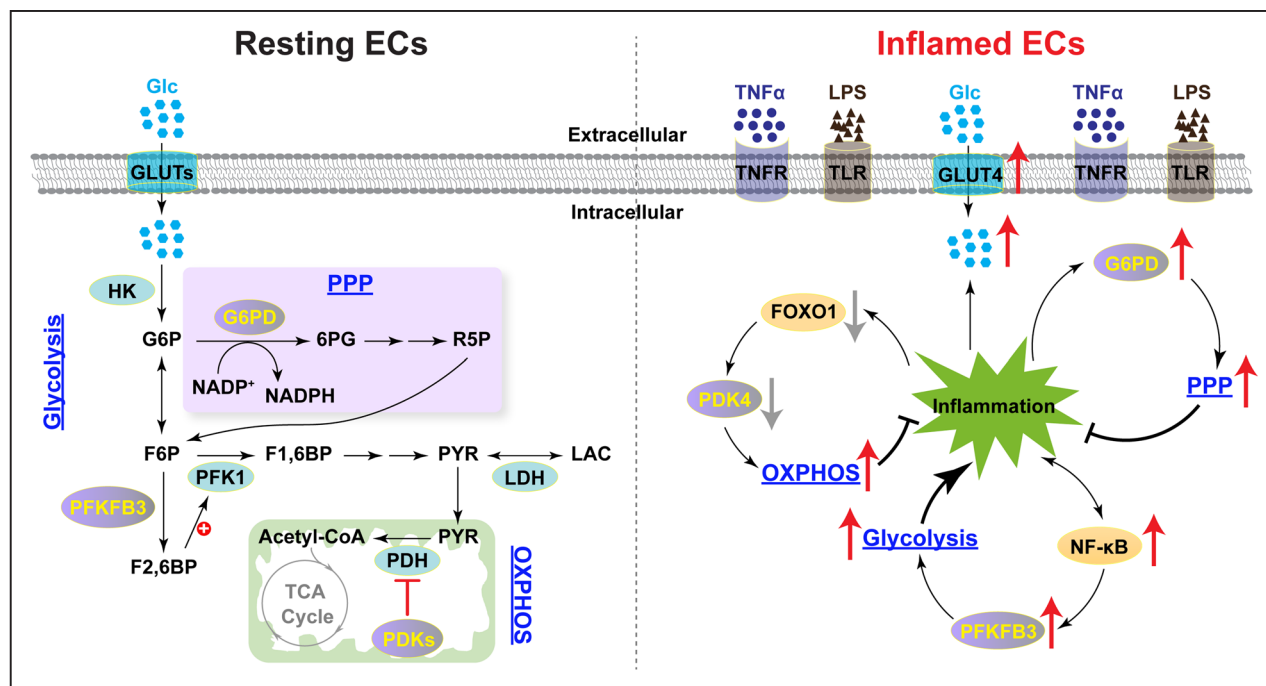 Resting ECs
Inflamed ECs
Glc
TNFα
LPS
Glc
TNFα
LPS
Extracellular
GLUTs
TNFR
TLR
GLUT4
TNFR
TLR
Intracellular
HK
PPP
G6PD
Glycolysis
G6P
6PG
R5P
NADP⁺
NADPH
F6P
F1,6BP
PYR
LAC
PFK1
LDH
PFKFB3
+
F2,6BP
Acetyl-CoA
PYR
PDH
TCA
Cycle
PDKs
OXPHOS
G6PD
FOXO1
PDK4
PPP
Inflammation
OXPHOS
Glycolysis
NF-κB
PFKFB3